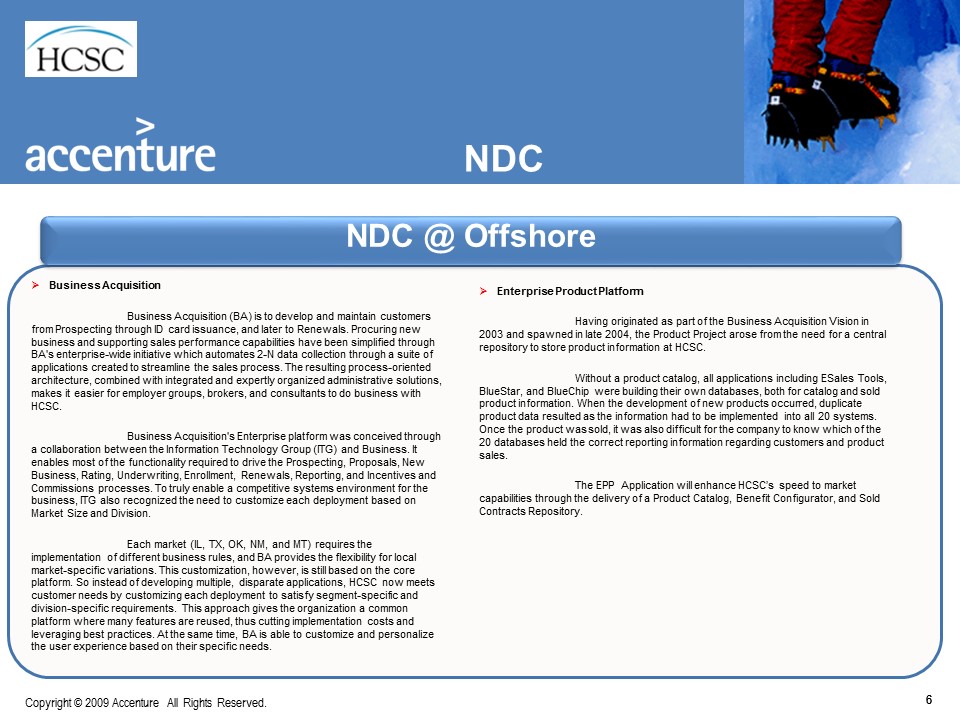 HCSC
accenture
>
NDC
NDC @ Offshore
Business Acquisition
Business Acquisition (BA) is to develop and maintain customers
from Prospecting through ID card issuance, and later to Renewals. Procuring new
business and supporting sales performance capabilities have been simplified through
BA's enterprise-wide initiative which automates 2-N data collection through a suite of
applications created to streamline the sales process. The resulting process-oriented
architecture, combined with integrated and expertly organized administrative solutions,
makes it easier for employer groups, brokers, and consultants to do business with
HCSC.
Business Acquisition's Enterprise platform was conceived through
a collaboration between the Information Technology Group (ITG) and Business. It
enables most of the functionality required to drive the Prospecting, Proposals, New
Business, Rating, Underwriting, Enrollment, Renewals, Reporting, and Incentives and
Commissions processes. To truly enable a competitive systems environment for the
business, ITG also recognized the need to customize each deployment based on
Market Size and Division.
Each market (IL, TX, OK, NM, and MT) requires the
implementation of different business rules, and BA provides the flexibility for local
market-specific variations. This customization, however, is still based on the core
platform. So instead of developing multiple, disparate applications, HCSC now meets
customer needs by customizing each deployment to satisfy segment-specific and
division-specific requirements. This approach gives the organization a common
platform where many features are reused, thus cutting implementation costs and
leveraging best practices. At the same time, BA is able to customize and personalize
the user experience based on their specific needs.
Enterprise Product Platform
Having originated as part of the Business Acquisition Vision in
2003 and spawned in late 2004, the Product Project arose from the need for a central
repository to store product information at HCSC.
Without a product catalog, all applications including ESales Tools,
BlueStar, and BlueChip were building their own databases, both for catalog and sold
product information. When the development of new products occurred, duplicate
product data resulted as the information had to be implemented into all 20 systems.
Once the product was sold, it was also difficult for the company to know which of the
20 databases held the correct reporting information regarding customers and product
sales.
The EPP Application will enhance HCSC's speed to market
capabilities through the delivery of a Product Catalog, Benefit Configurator, and Sold
Contracts Repository.
Copyright © 2009 Accenture All Rights Reserved.
6